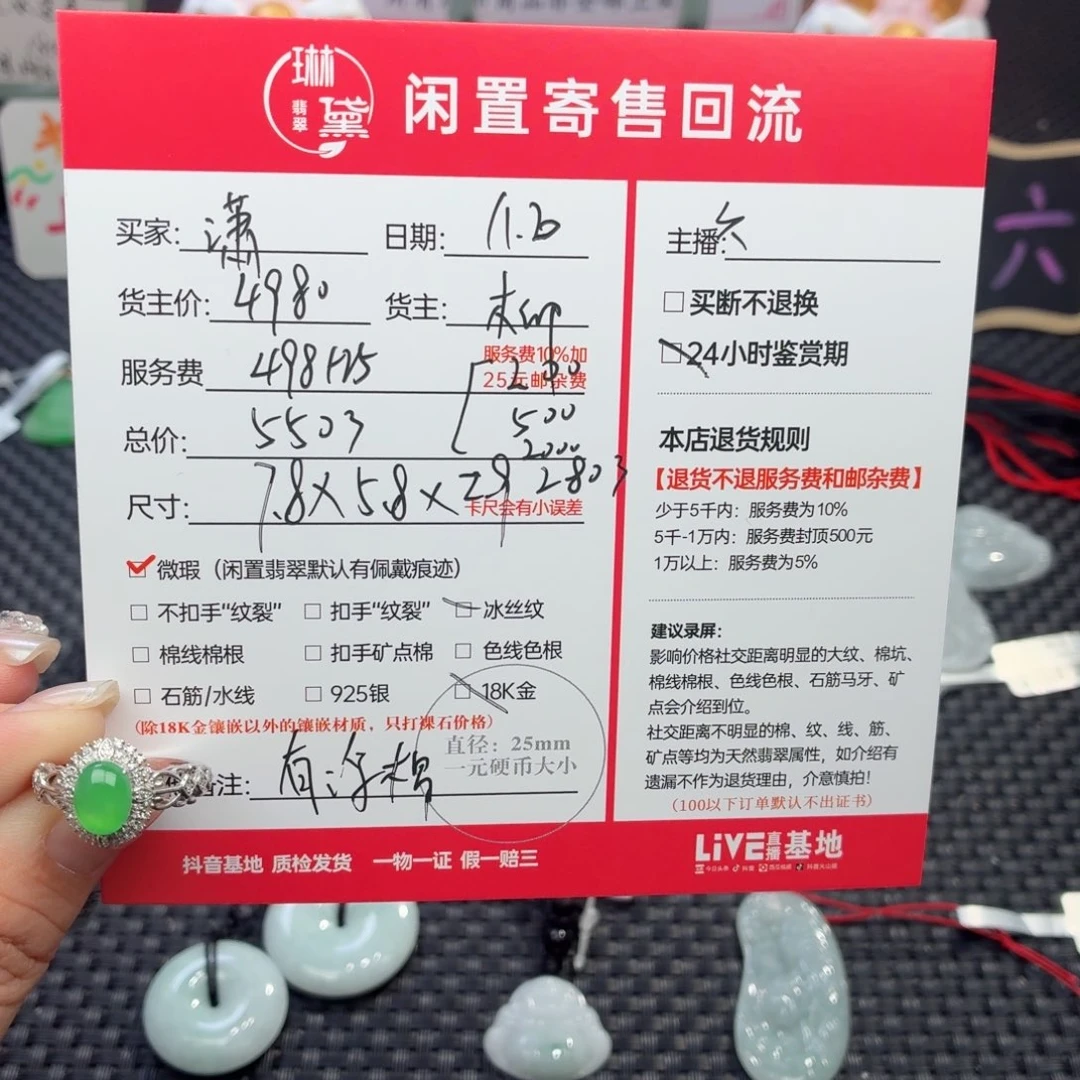 琳黛
翡翠
闲置寄售回流
买家: 潇
日期:
货主价: 4980
货主:
服务费 498+25
服务费10%加
25元邮杂费
200
500
2000
总价: 5503
2803
尺寸: 7.8×5.8×2.9
卡尺会有小误差
微瑕（闲置翡翠默认有佩戴痕迹）
不扣手“纹裂” 扣手“纹裂” 冰丝纹
棉线棉根 扣手矿点棉 色线色根
石筋/水线 925银 18K金
(除18K金镶嵌以外的镶嵌材质，只打裸石价格)
直径：25mm
一元硬币大小
注: 有浮棉
主播: 六
买断不退换
24小时鉴赏期
本店退货规则
【退货不退服务费和邮杂费】
少于5千内：服务费为10%
5千-1万内：服务费封顶500元
1万以上：服务费为5%
建议录屏：
影响价格社交距离明显的大纹、棉坑、
棉线棉根、色线色根、石筋马牙、矿
点会介绍到位。
社交距离不明显的棉、纹、线、筋、
矿点等均为天然翡翠属性，如介绍有
遗漏不作为退货理由，介意慎拍！
（100以下订单默认不出证书）
抖音基地 质检发货 一物一证 假一赔三
LiVE直播基地
六